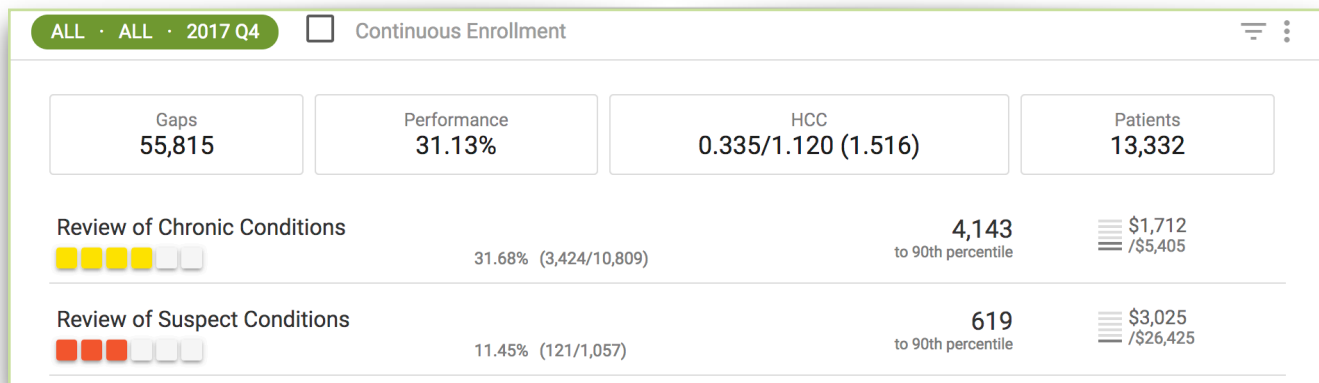 ALL · ALL · 2017 Q4 Continuous Enrollment
Gaps Performance HCC Patients
55,815 31.13% 0.335/1.120 (1.516) 13,332
Review of Chronic Conditions 4,143 $1,712
31.68% (3,424/10,809) to 90th percentile /$5,405
Review of Suspect Conditions 619 $3,025
11.45% (121/1,057) to 90th percentile /$26,425